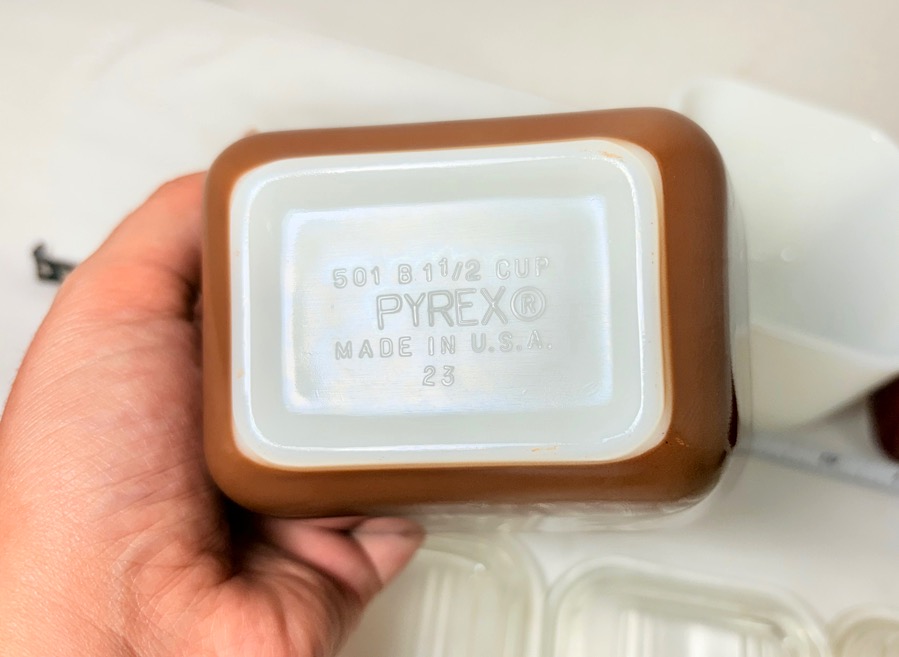 501 B 1 1/2 CUP
PYREX®
MADE IN U.S.A.
23